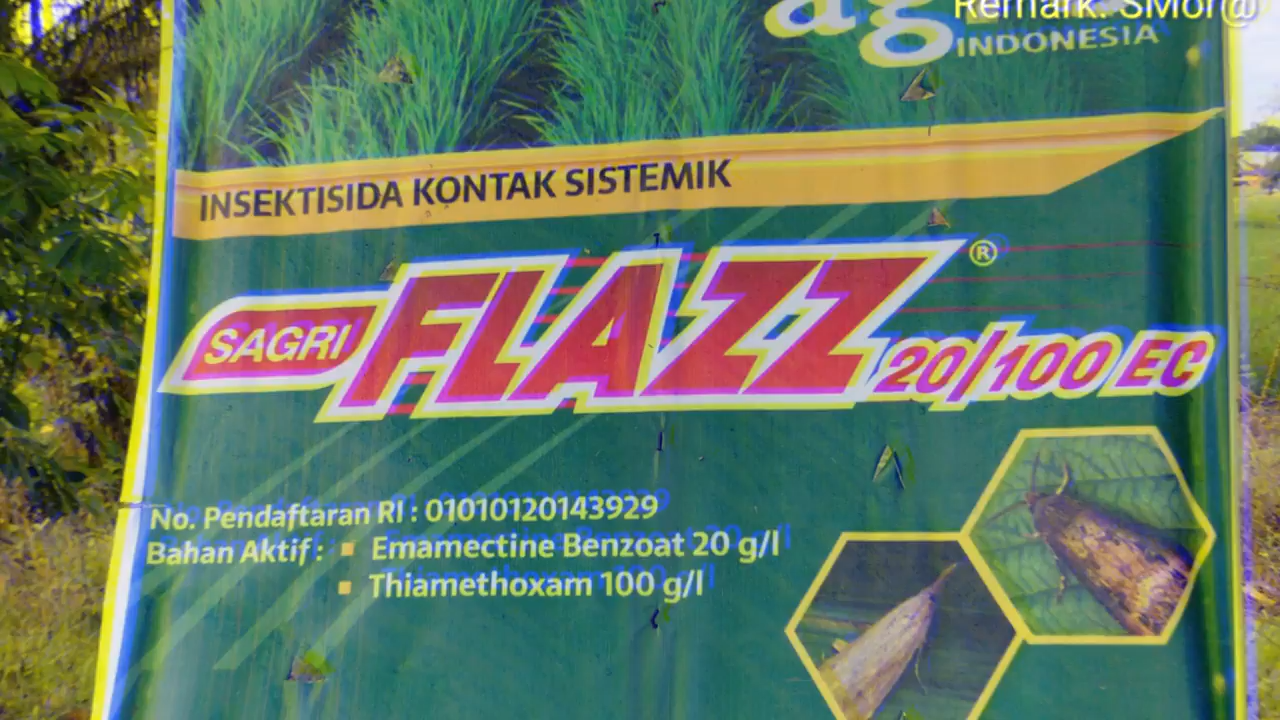 INDONESIA
INSEKTISIDA KONTAK SISTEMIK
SAGRI FLAZZ® 20/100 EC
No. Pendaftaran RI : 01010120143929
Bahan Aktif : ▪ Emamectine Benzoat 20 g/l
▪ Thiamethoxam 100 g/l